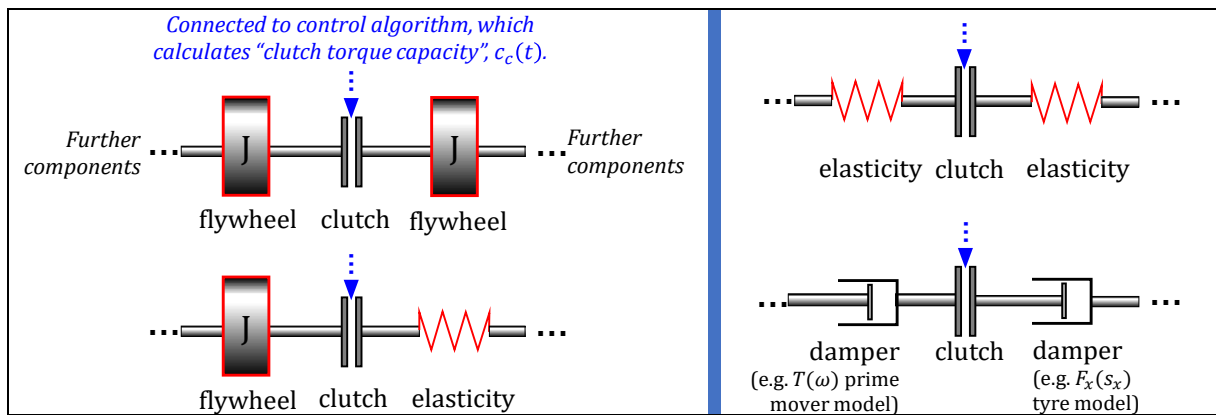 Connected to control algorithm, which
calculates “clutch torque capacity”, c_c(t).
Further
components
...
J
J
...
Further
components
flywheel clutch flywheel
...
J
...
flywheel clutch elasticity
...
...
elasticity clutch elasticity
...
...
damper clutch damper
(e.g. T(ω) prime
mover model)
(e.g. F_x(s_x)
tyre model)